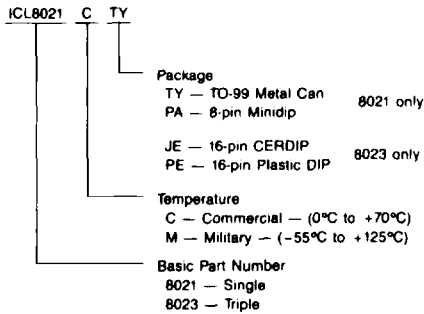 ICL8021 C TY
Package
TY — TO-99 Metal Can
PA — 8-pin Minidip
8021 only
JE — 16-pin CERDIP
PE — 16-pin Plastic DIP
8023 only
Temperature
C — Commercial — (0°C to +70°C)
M — Military — (-55°C to +125°C)
Basic Part Number
8021 — Single
8023 — Triple